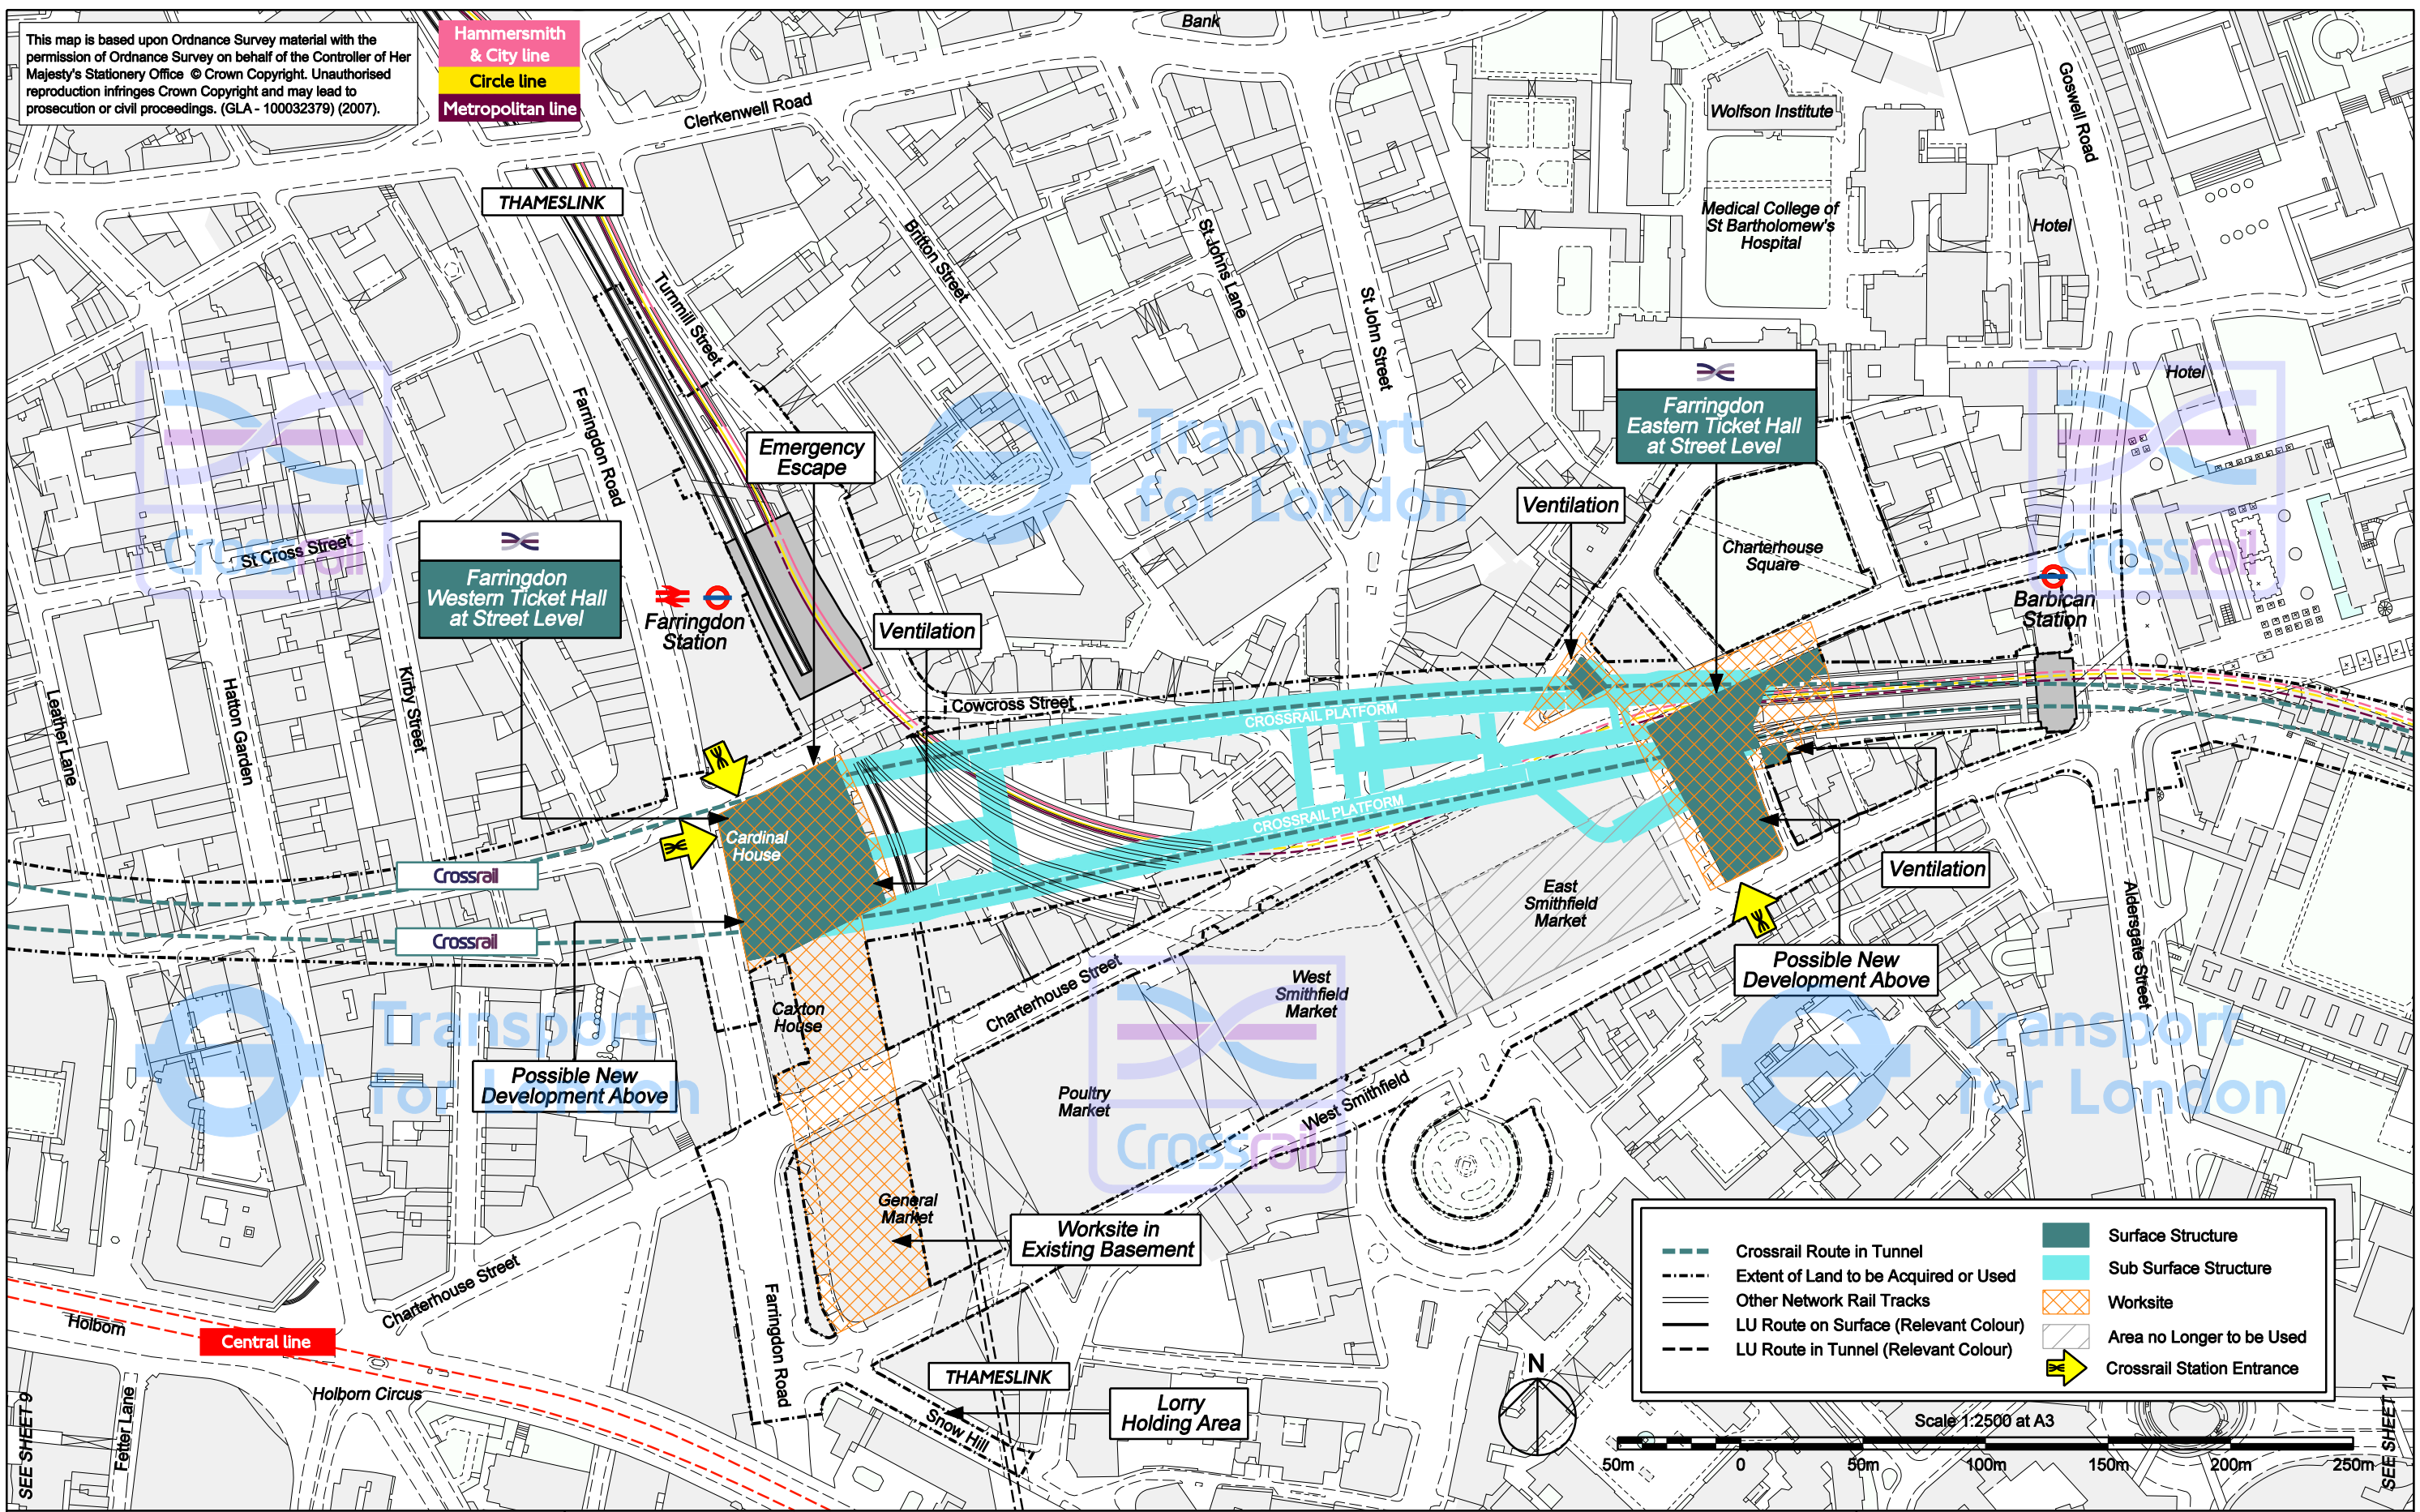 This map is based upon Ordnance Survey material with the
permission of Ordnance Survey on behalf of the Controller of Her
Majesty's Stationery Office © Crown Copyright. Unauthorised
reproduction infringes Crown Copyright and may lead to
prosecution or civil proceedings. (GLA - 100032379) (2007).
Hammersmith
& City line
Circle line
Metropolitan line
Bank
Clerkenwell Road
Goswell Road
Wolfson Institute
THAMESLINK
Medical College of
St Bartholomew's
Hospital
Hotel
Britton Street
St Johns Lane
Turnmill Street
St John Street
Hotel
Farringdon Road
Farringdon
Eastern Ticket Hall
at Street Level
Transport
for London
Emergency
Escape
Ventilation
Crossrail
St Cross Street
Crossrail
Charterhouse
Square
Farringdon
Western Ticket Hall
at Street Level
Farringdon
Station
Ventilation
Barbican
Station
Leather Lane
Hatton Garden
Kirby Street
Cowcross Street
CROSSRAIL PLATFORM
CROSSRAIL PLATFORM
Cardinal
House
Crossrail
Crossrail
East
Smithfield
Market
Ventilation
Aldersgate Street
Possible New
Development Above
West
Smithfield
Market
Charterhouse Street
Caxton
House
Transport
for London
Possible New
Development Above
Poultry
Market
West Smithfield
Crossrail
Transport
for London
General
Market
Worksite in
Existing Basement
Charterhouse Street
Farringdon Road
Holborn
Central line
Holborn Circus
Fetter Lane
THAMESLINK
Snow Hill
Lorry
Holding Area
SEE SHEET 9
N
Crossrail Route in Tunnel
Extent of Land to be Acquired or Used
Other Network Rail Tracks
LU Route on Surface (Relevant Colour)
LU Route in Tunnel (Relevant Colour)
Surface Structure
Sub Surface Structure
Worksite
Area no Longer to be Used
Crossrail Station Entrance
Scale 1:2500 at A3
50m 0 50m 100m 150m 200m 250m
SEE SHEET 11